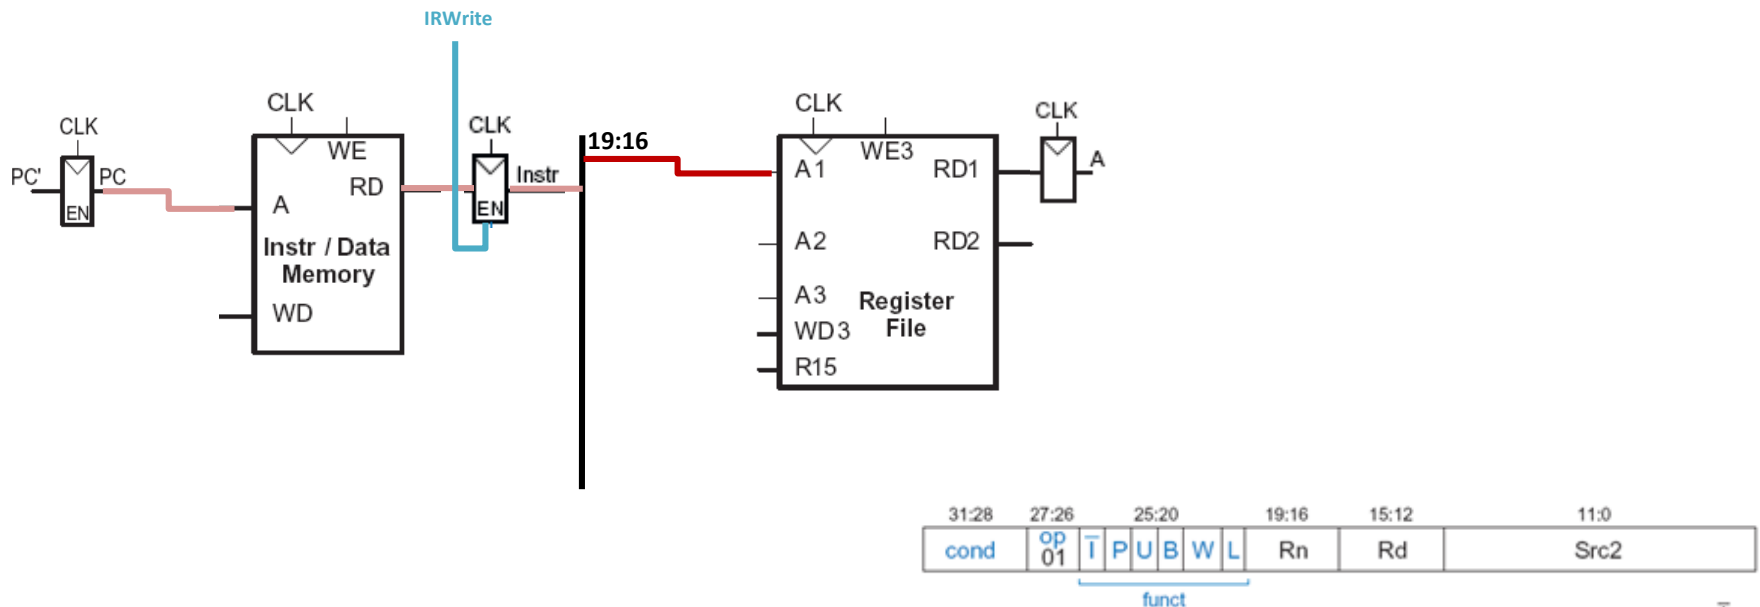 IRWrite
CLK
CLK
CLK
CLK
CLK
PC'
PC
EN
WE
RD
A
Instr / Data
Memory
WD
EN
Instr
19:16
A1
WE3
RD1
A
A2
RD2
A3
Register
File
WD3
R15
31:28 27:26 25:20 19:16 15:12 11:0
cond op 01 I P U B W L Rn Rd Src2
funct